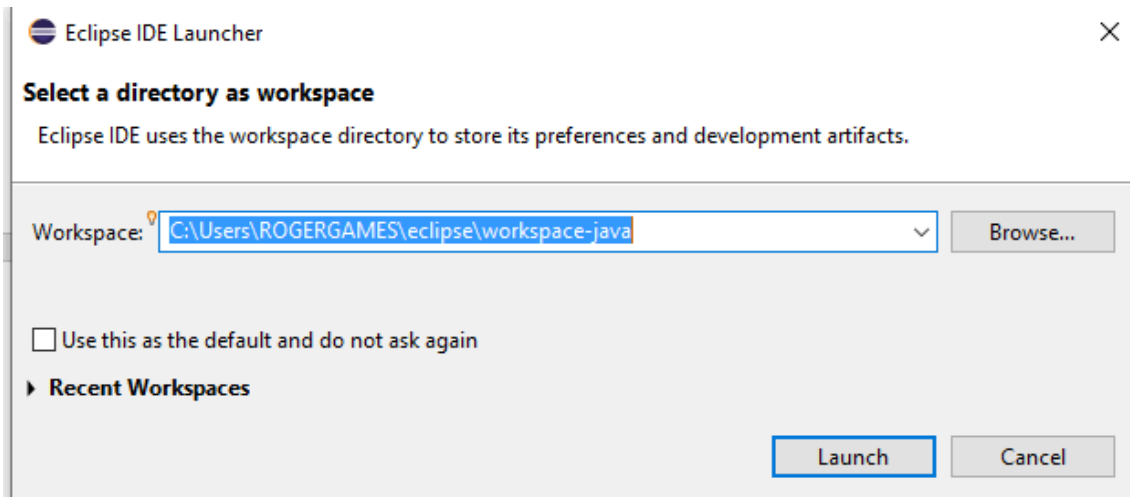 Eclipse IDE Launcher
Select a directory as workspace
Eclipse IDE uses the workspace directory to store its preferences and development artifacts.
Workspace: C:\Users\ROGERGAMES\eclipse\workspace-java Browse...
Use this as the default and do not ask again
Recent Workspaces
Launch Cancel